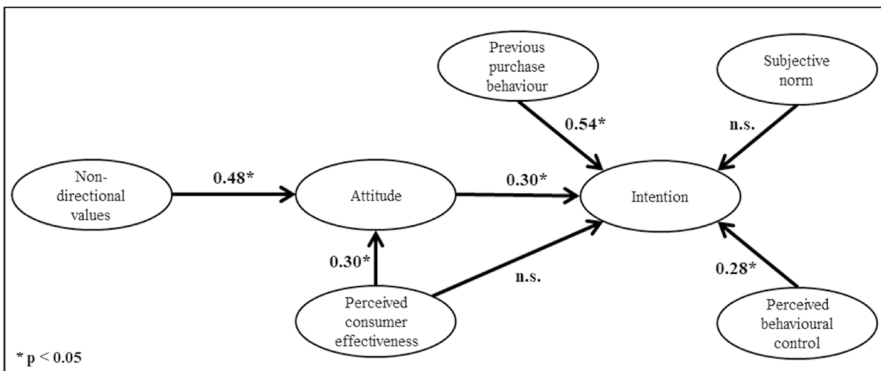 Previous
purchase
behaviour
Subjective
norm
0.54*
n.s.
Non-
directional
values
0.48*
Attitude
0.30*
Intention
0.30*
n.s.
0.28*
Perceived
consumer
effectiveness
Perceived
behavioural
control
* p < 0.05